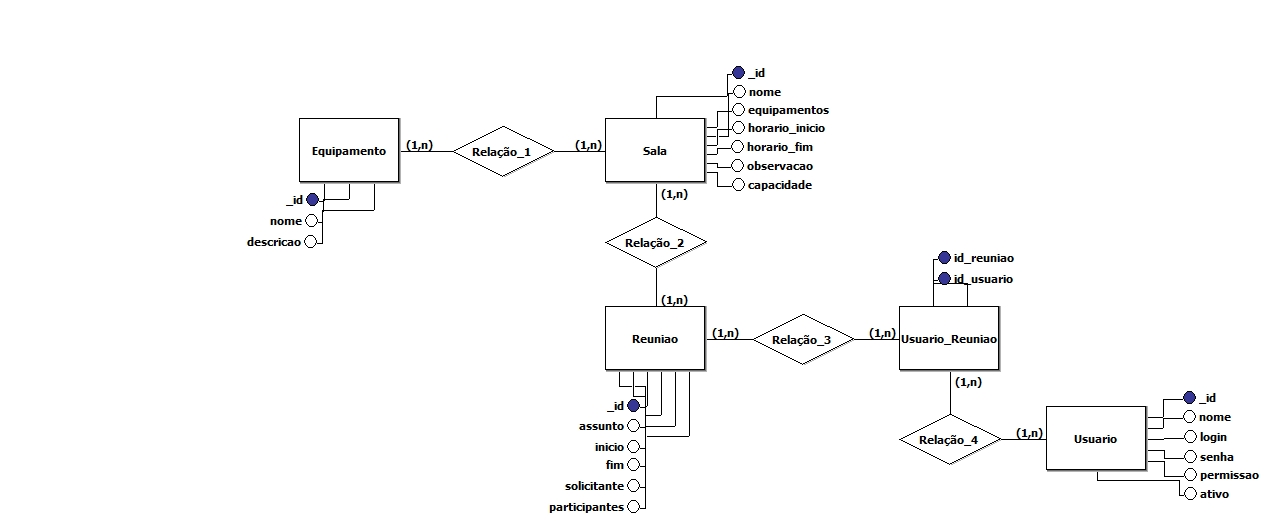 _id
nome
equipamentos
horario_inicio
horario_fim
observacao
capacidade
Equipamento
(1,n)
Relação_1
(1,n)
Sala
_id
nome
descricao
(1,n)
Relação_2
(1,n)
id_reuniao
id_usuario
Reuniao
(1,n)
Relação_3
(1,n)
Usuario_Reuniao
_id
assunto
inicio
fim
solicitante
participantes
(1,n)
Relação_4
(1,n)
Usuario
_id
nome
login
senha
permissao
ativo